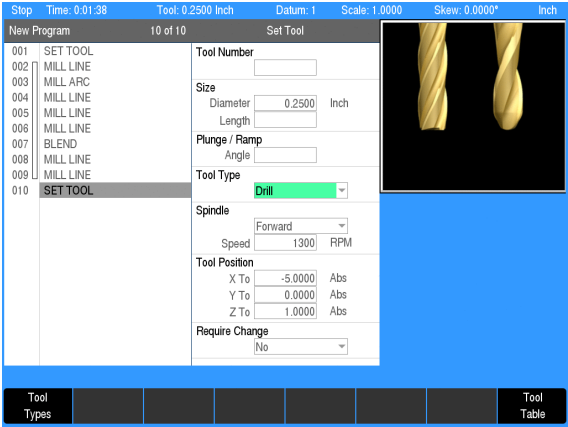 Stop Time: 0:01:38 Tool: 0.2500 Inch Datum: 1 Scale: 1.0000 Skew: 0.0000° Inch
New Program 10 of 10 Set Tool
001 SET TOOL
002 MILL LINE
003 MILL ARC
004 MILL LINE
005 MILL LINE
006 MILL LINE
007 BLEND
008 MILL LINE
009 MILL LINE
010 SET TOOL
Tool Number
Size
Diameter 0.2500 Inch
Length
Plunge / Ramp
Angle
Tool Type
Drill
Spindle
Forward
Speed 1300 RPM
Tool Position
X To -5.0000 Abs
Y To 0.0000 Abs
Z To 1.0000 Abs
Require Change
No
Tool
Types
Tool
Table